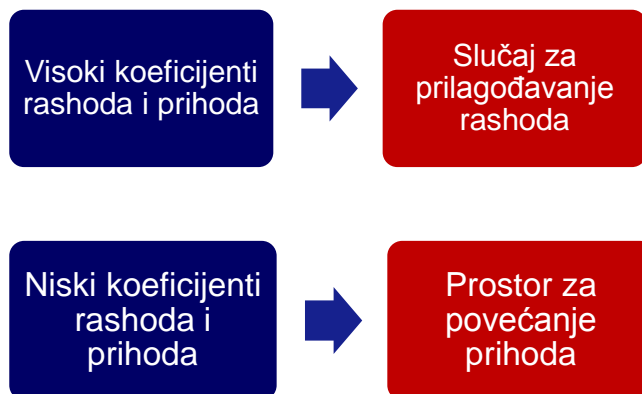 Visoki koeficijenti
rashoda i prihoda
Slučaj za
prilagođavanje
rashoda
Niski koeficijenti
rashoda i
prihoda
Prostor za
povećanje
prihoda